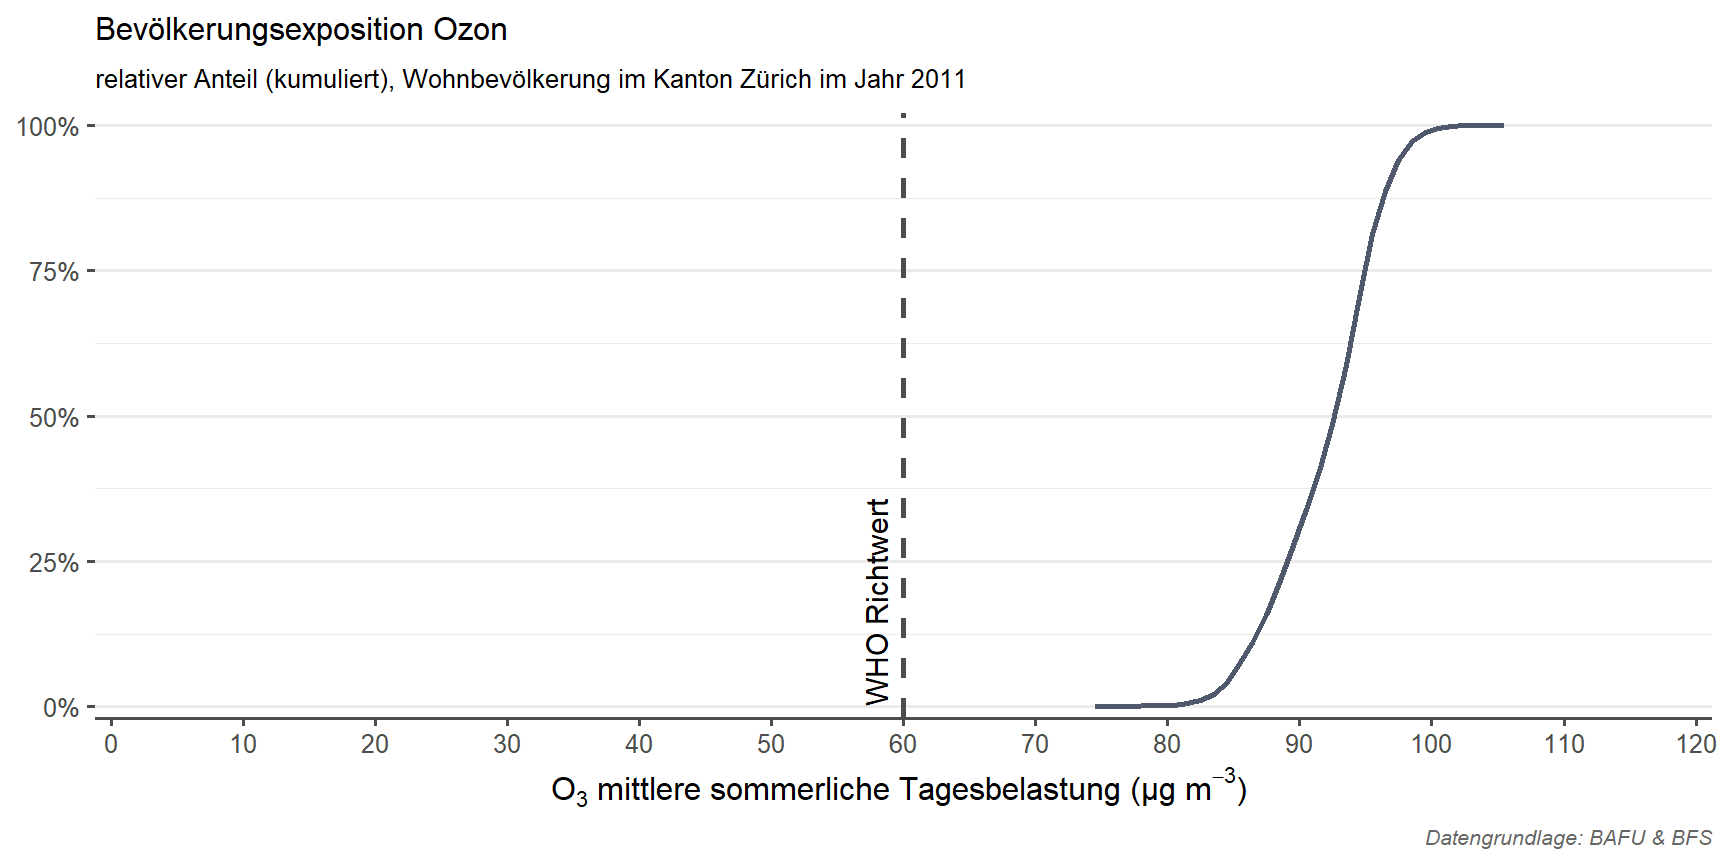 Bevölkerungsexposition Ozon
relativer Anteil (kumuliert), Wohnbevölkerung im Kanton Zürich im Jahr 2011
100%
75%
50%
25%
0%
WHO Richtwert
0 10 20 30 40 50 60 70 80 90 100 110 120
O₃ mittlere sommerliche Tagesbelastung (µg m⁻³)
Datengrundlage: BAFU & BFS